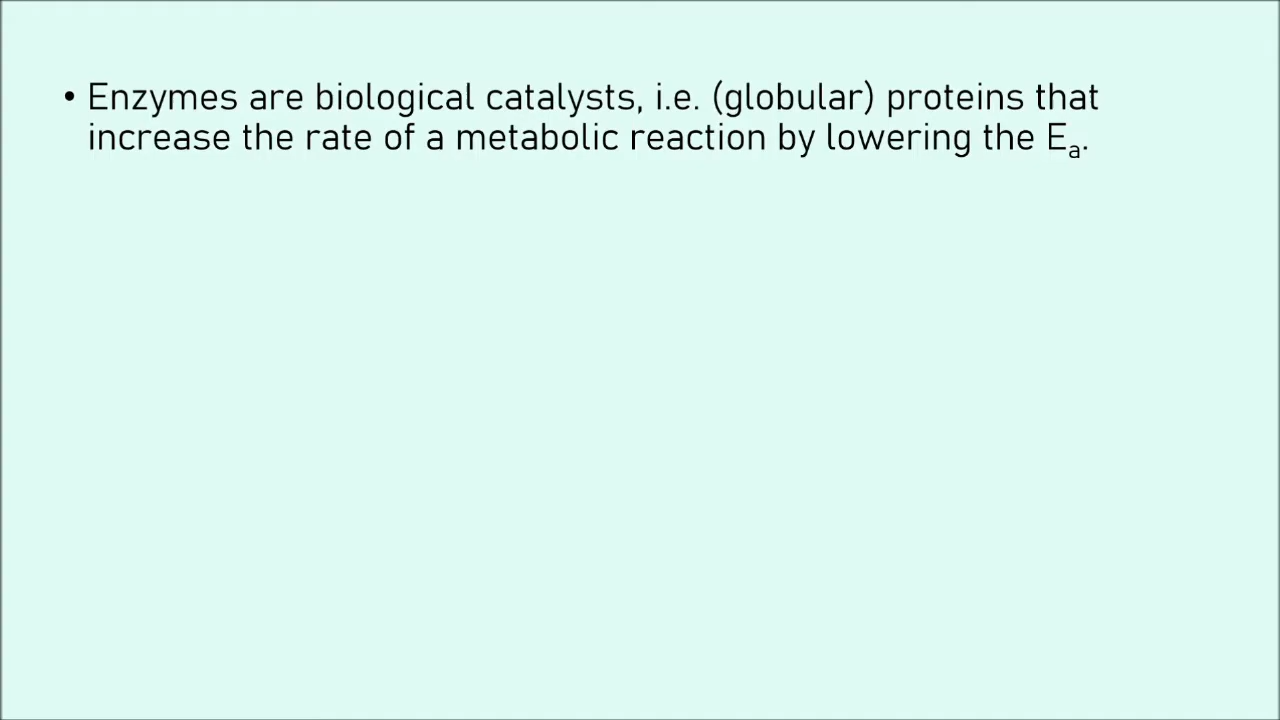 • Enzymes are biological catalysts, i.e. (globular) proteins that
increase the rate of a metabolic reaction by lowering the Eₐ.